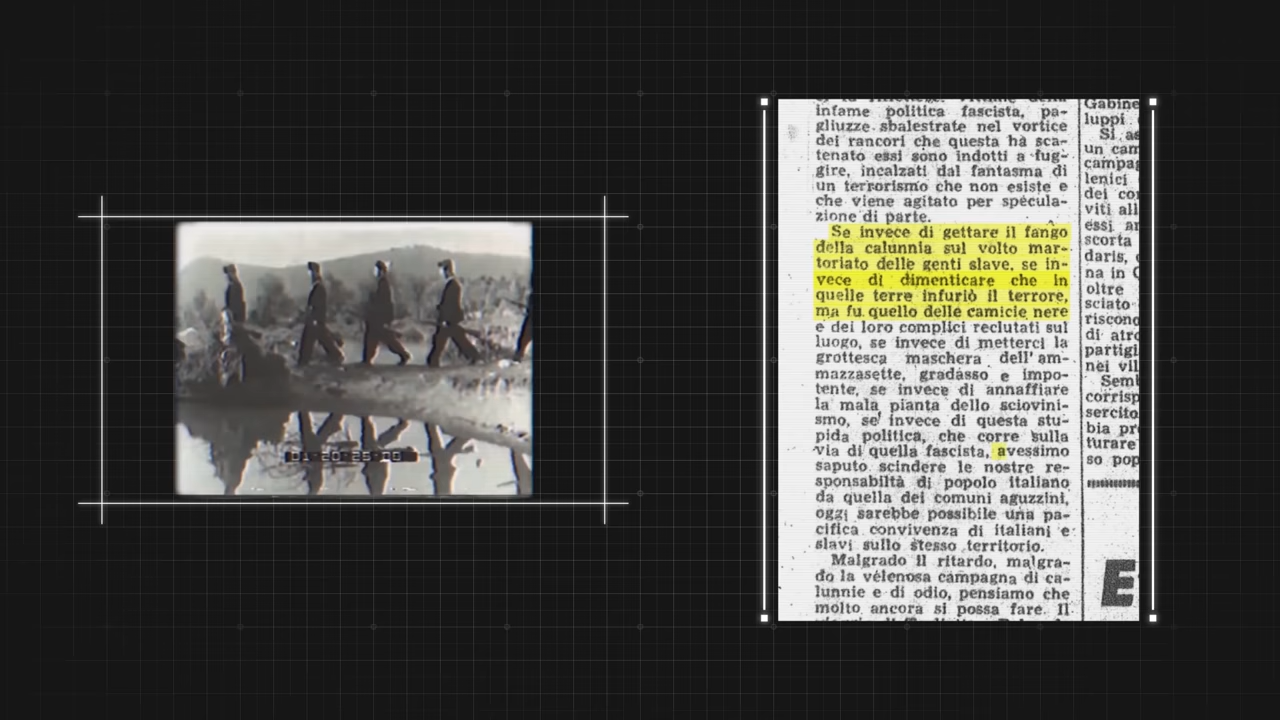 01:20:25:00
infame politica fascista, pa-
gliuzze sbalestrate nel vortice
dei rancori che questa hà sca-
tenato essi sono indotti a fug-
gire, incalzati dal fantasma di
un terrorismo che non esiste e
che viene agitato per specula-
zione di parte.
Se invece di gettare il fango
della calunnia sul volto mar-
toriato delle genti slave, se in-
vece di dimenticare che in
quelle terre infuriò il terrore,
ma fu quello delle camicie nere
e dei loro complici reclutati sul
luogo, se invece di metterci la
grottesca maschera dell'am-
mazzasette, gradasso e impo-
tente, se invece di annaffiare
la mala pianta dello sciovini-
smo, se invece di questa stu-
pida politica, che corre sulla
via di quella fascista, avessimo
saputo scindere le nostre re-
sponsabiltà di popolo italiano
da quella dei comuni aguzzini,
oggi sarebbe possibile una pa-
cifica convivenza di italiani e
slavi sullo stesso territorio.
Malgrado il ritardo, malgra-
do la velenosa campagna di ca-
lunnie e di odio, pensiamo che
molto ancora si possa fare. Il
Gabine
luppi
Si as
un cam
campag
lenici
dei co
viti all
essi ar
scorta
daris,
na in
oltre
sciato
riscon
di atro
partigi
nei vil
Semb
corrisp
sercito
bia pr
turare
so pop
E